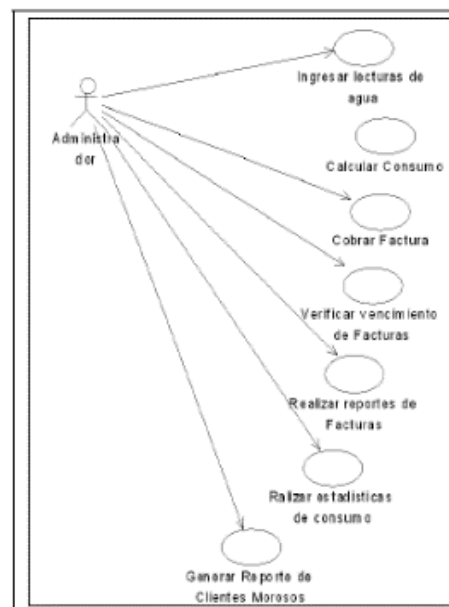 Ingresar lecturas de
agua
Administra
dor
Calcular Consumo
Cobrar Factura
Verificar vencimiento
de Facturas
Realizar reportes de
Facturas
Ralizar estadisticas
de consumo
Generar Reporte de
Clientes Morosos